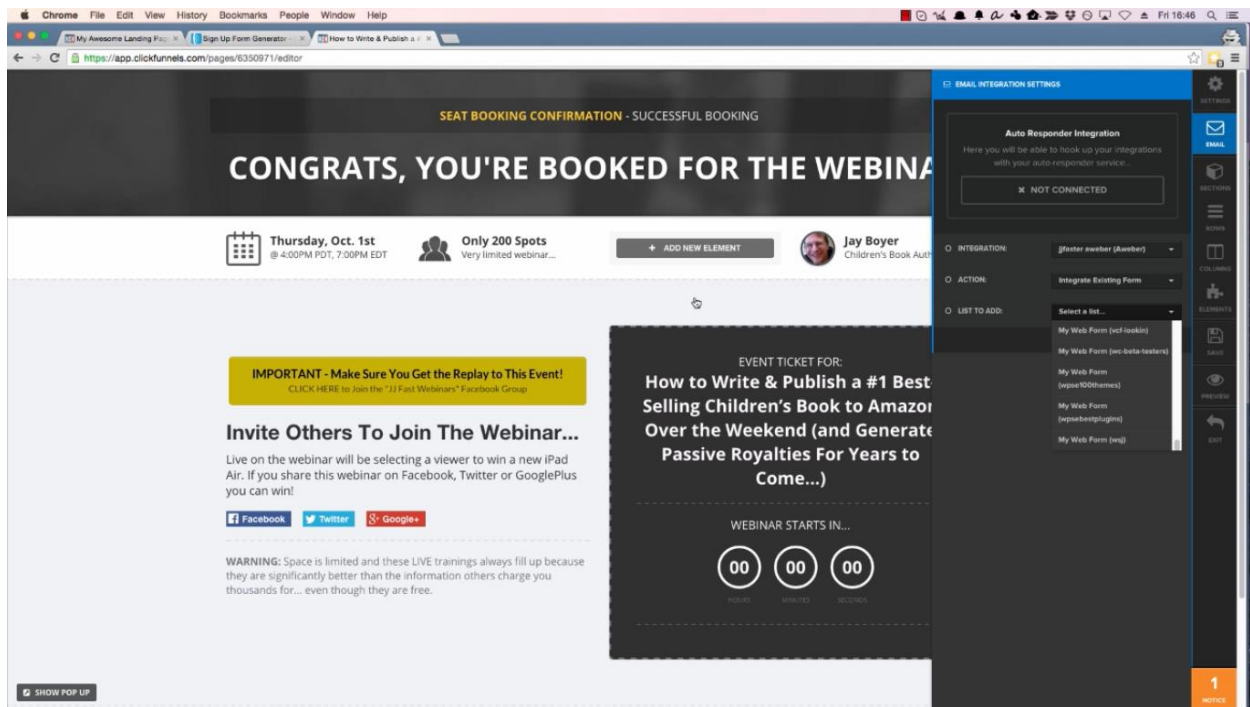 Chrome File Edit View History Bookmarks People Window Help
Fri 16:46
My Awesome Landing Pag
Sign Up Form Generator -
How to Write & Publish a
https://app.clickfunnels.com/pages/6350971/editor
SEAT BOOKING CONFIRMATION - SUCCESSFUL BOOKING
CONGRATS, YOU'RE BOOKED FOR THE WEBINA
Thursday, Oct. 1st
@ 4:00PM PDT, 7:00PM EDT
Only 200 Spots
Very limited webinar...
+ ADD NEW ELEMENT
Jay Boyer
Children's Book Auth
IMPORTANT - Make Sure You Get the Replay to This Event!
CLICK HERE to Join the "JJ Fast Webinars" Facebook Group
Invite Others To Join The Webinar...
Live on the webinar will be selecting a viewer to win a new iPad
Air. If you share this webinar on Facebook, Twitter or GooglePlus
you can win!
Facebook
Twitter
Google+
WARNING: Space is limited and these LIVE trainings always fill up because
they are significantly better than the information others charge you
thousands for... even though they are free.
EVENT TICKET FOR:
How to Write & Publish a #1 Best-
Selling Children's Book to Amazon
Over the Weekend (and Generate
Passive Royalties For Years to
Come...)
WEBINAR STARTS IN...
00 00 00
HOURS MINUTES SECONDS
SHOW POP UP
EMAIL INTEGRATION SETTINGS
Auto Responder Integration
Here you will be able to hook up your integrations
with your auto-responder service...
NOT CONNECTED
INTEGRATION:
jjfaster aweber (Aweber)
ACTION:
Integrate Existing Form
LIST TO ADD:
Select a list...
My Web Form (vcf-lookin)
My Web Form (wc-beta-testers)
My Web Form
(wpse100themes)
My Web Form
(wpsebestplugins)
My Web Form (wsj)
SETTINGS
EMAIL
SECTIONS
ROWS
COLUMNS
ELEMENTS
SAVE
PREVIEW
EXIT
1
NOTICE